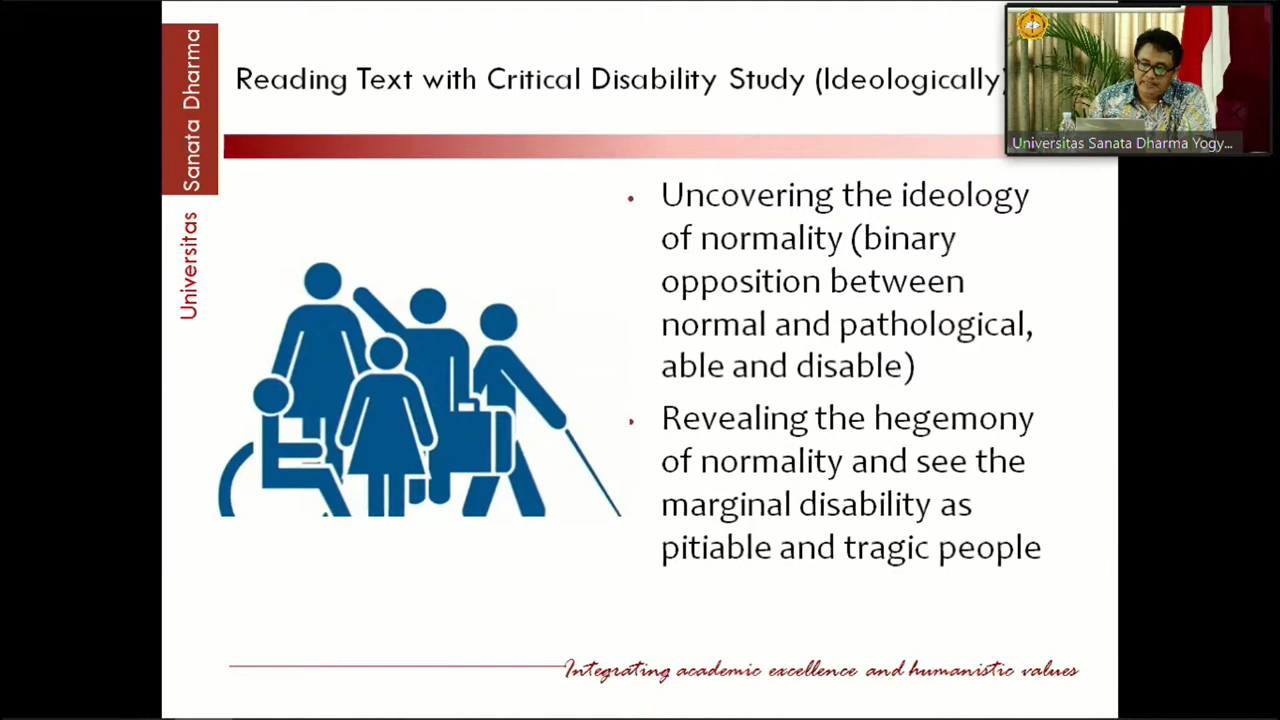 Universitas Sanata Dharma
Reading Text with Critical Disability Study (Ideologically)
Universitas Sanata Dharma Yogy...
• Uncovering the ideology
of normality (binary
opposition between
normal and pathological,
able and disable)
• Revealing the hegemony
of normality and see the
marginal disability as
pitiable and tragic people
Integrating academic excellence and humanistic values